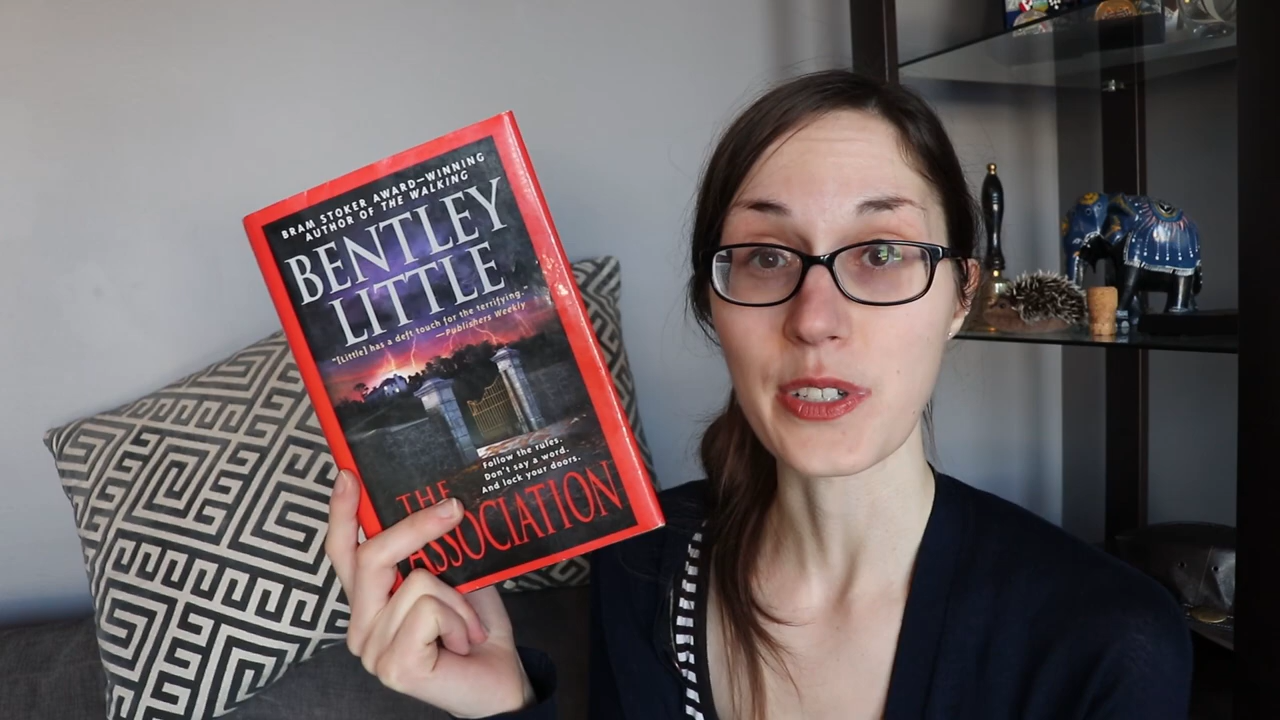 BRAM STOKER AWARD-WINNING
AUTHOR OF THE WALKING
BENTLEY
LITTLE
"[Little] has a deft touch for the terrifying."
—Publishers Weekly
Follow the rules.
Don't say a word.
And lock your doors.
THE
ASSOCIATION